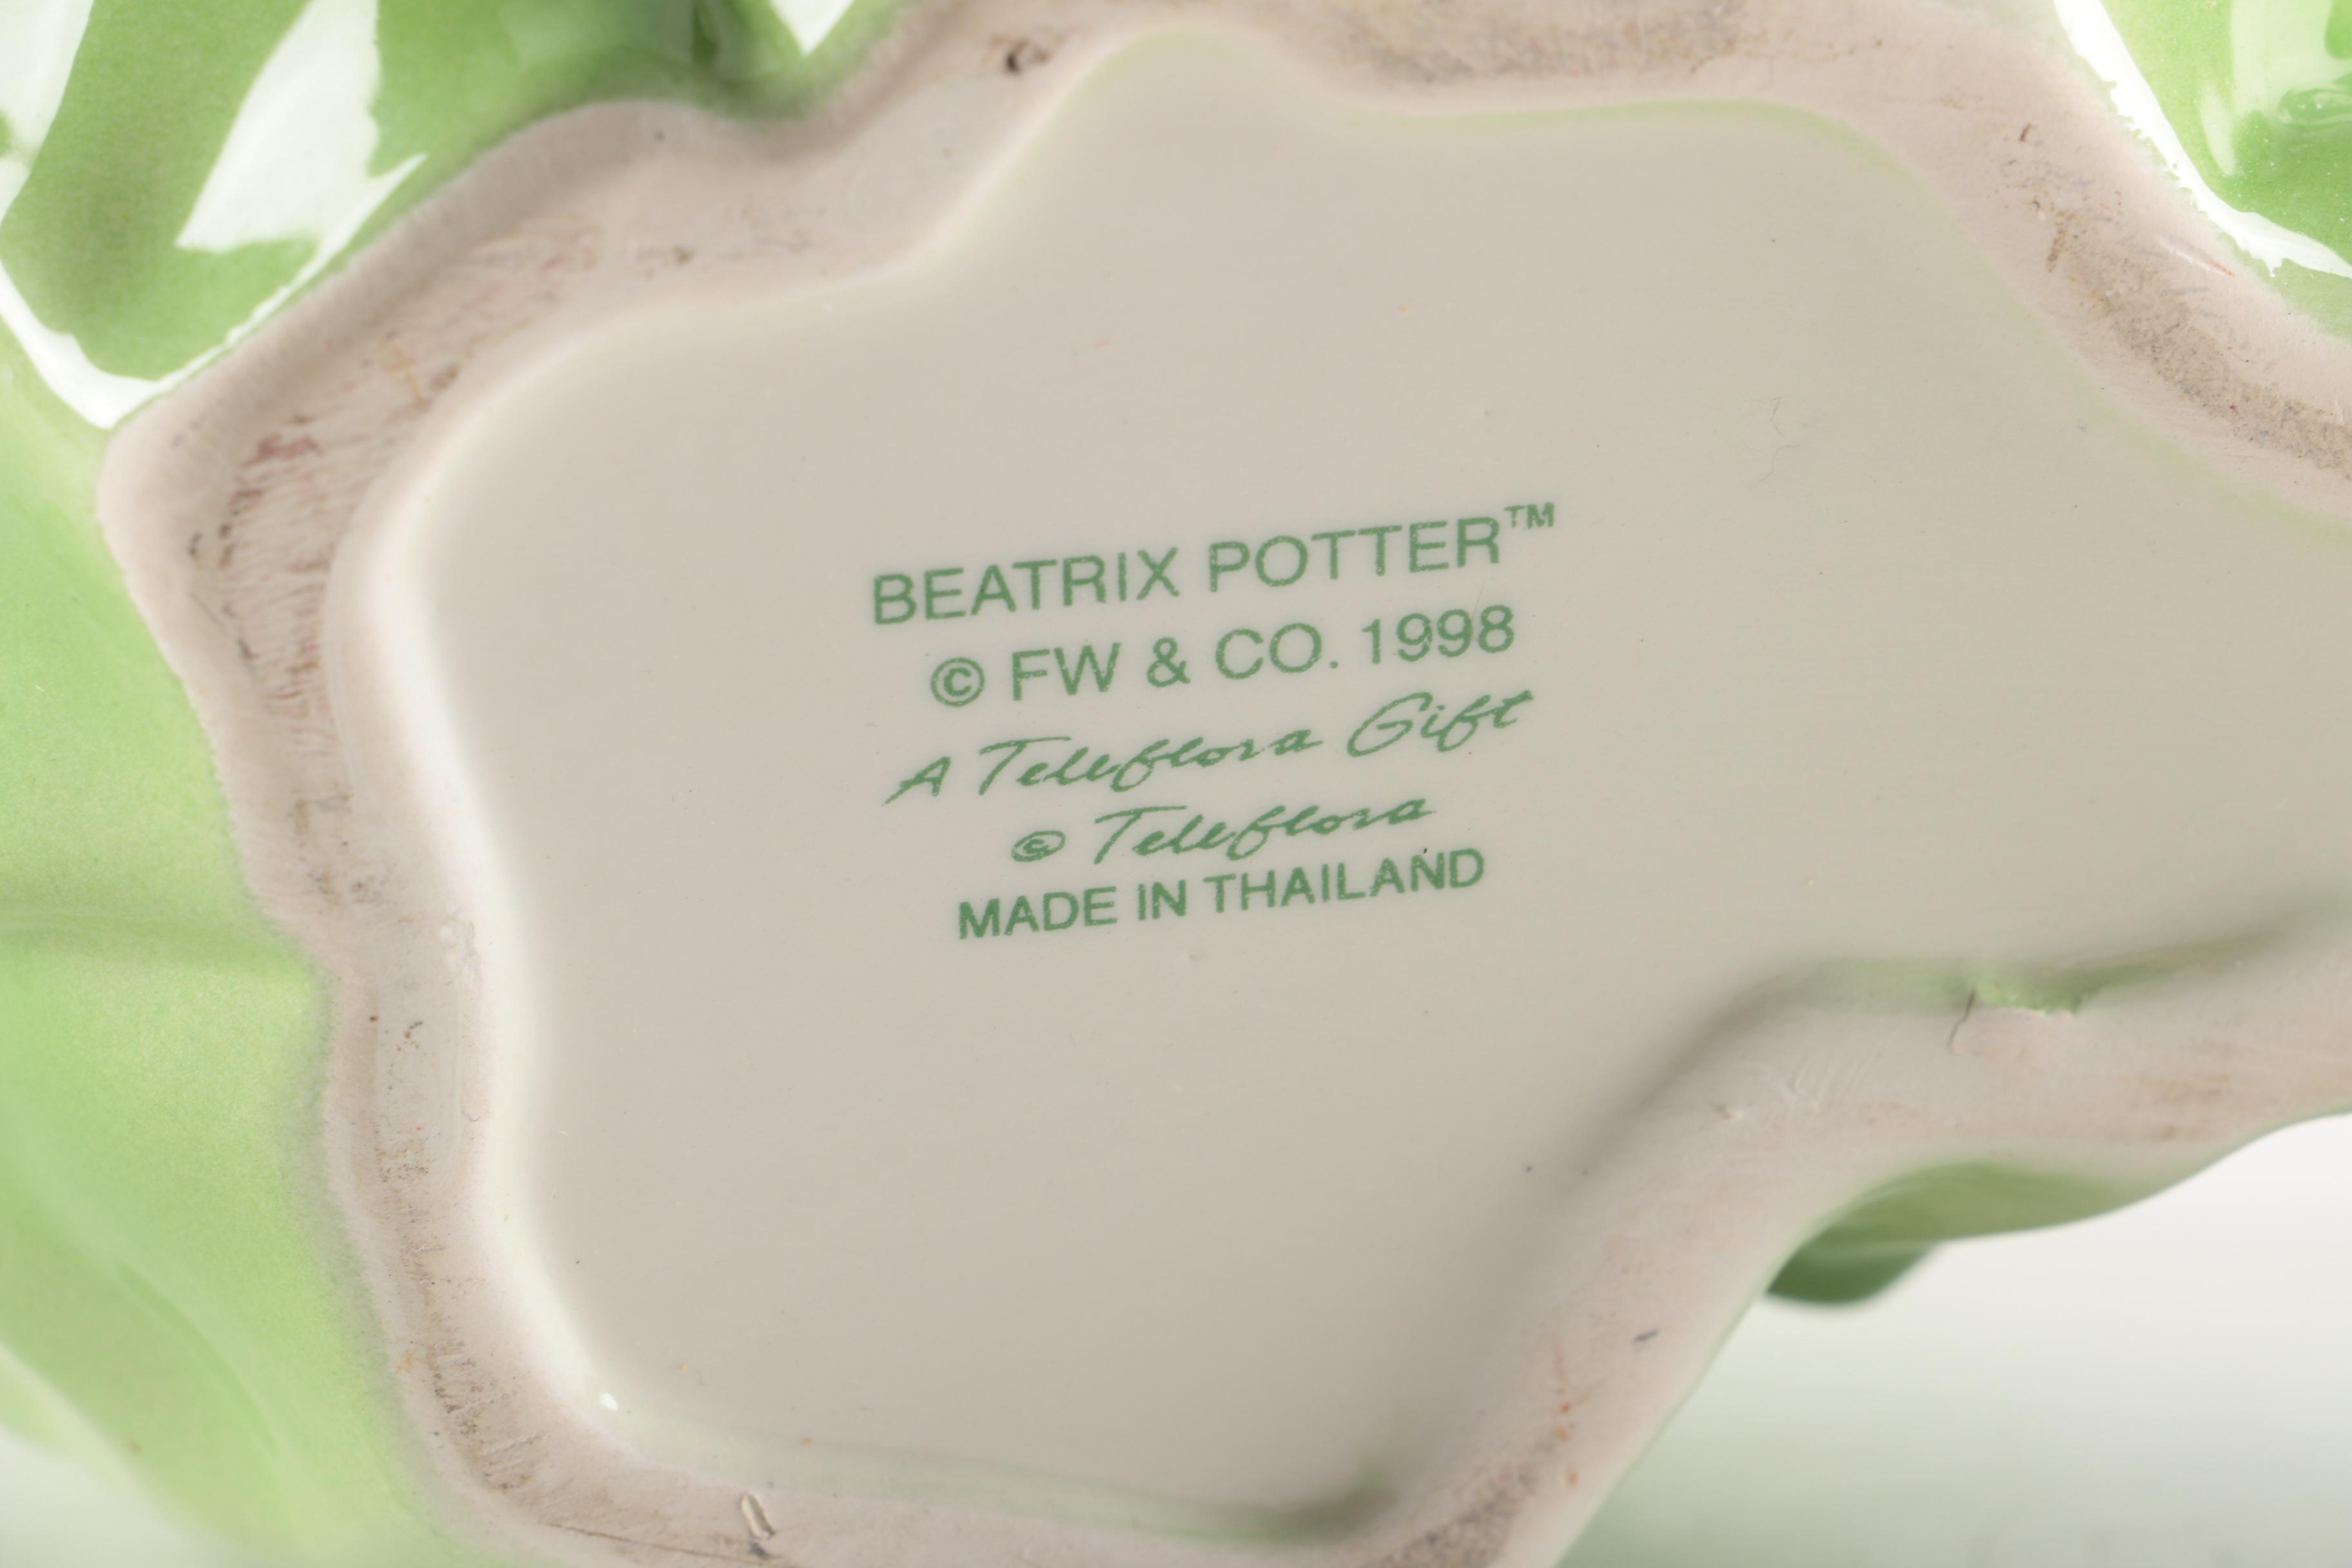 BEATRIX POTTER™
© FW & CO. 1998
A Teleflora Gift
© Teleflora
MADE IN THAILAND